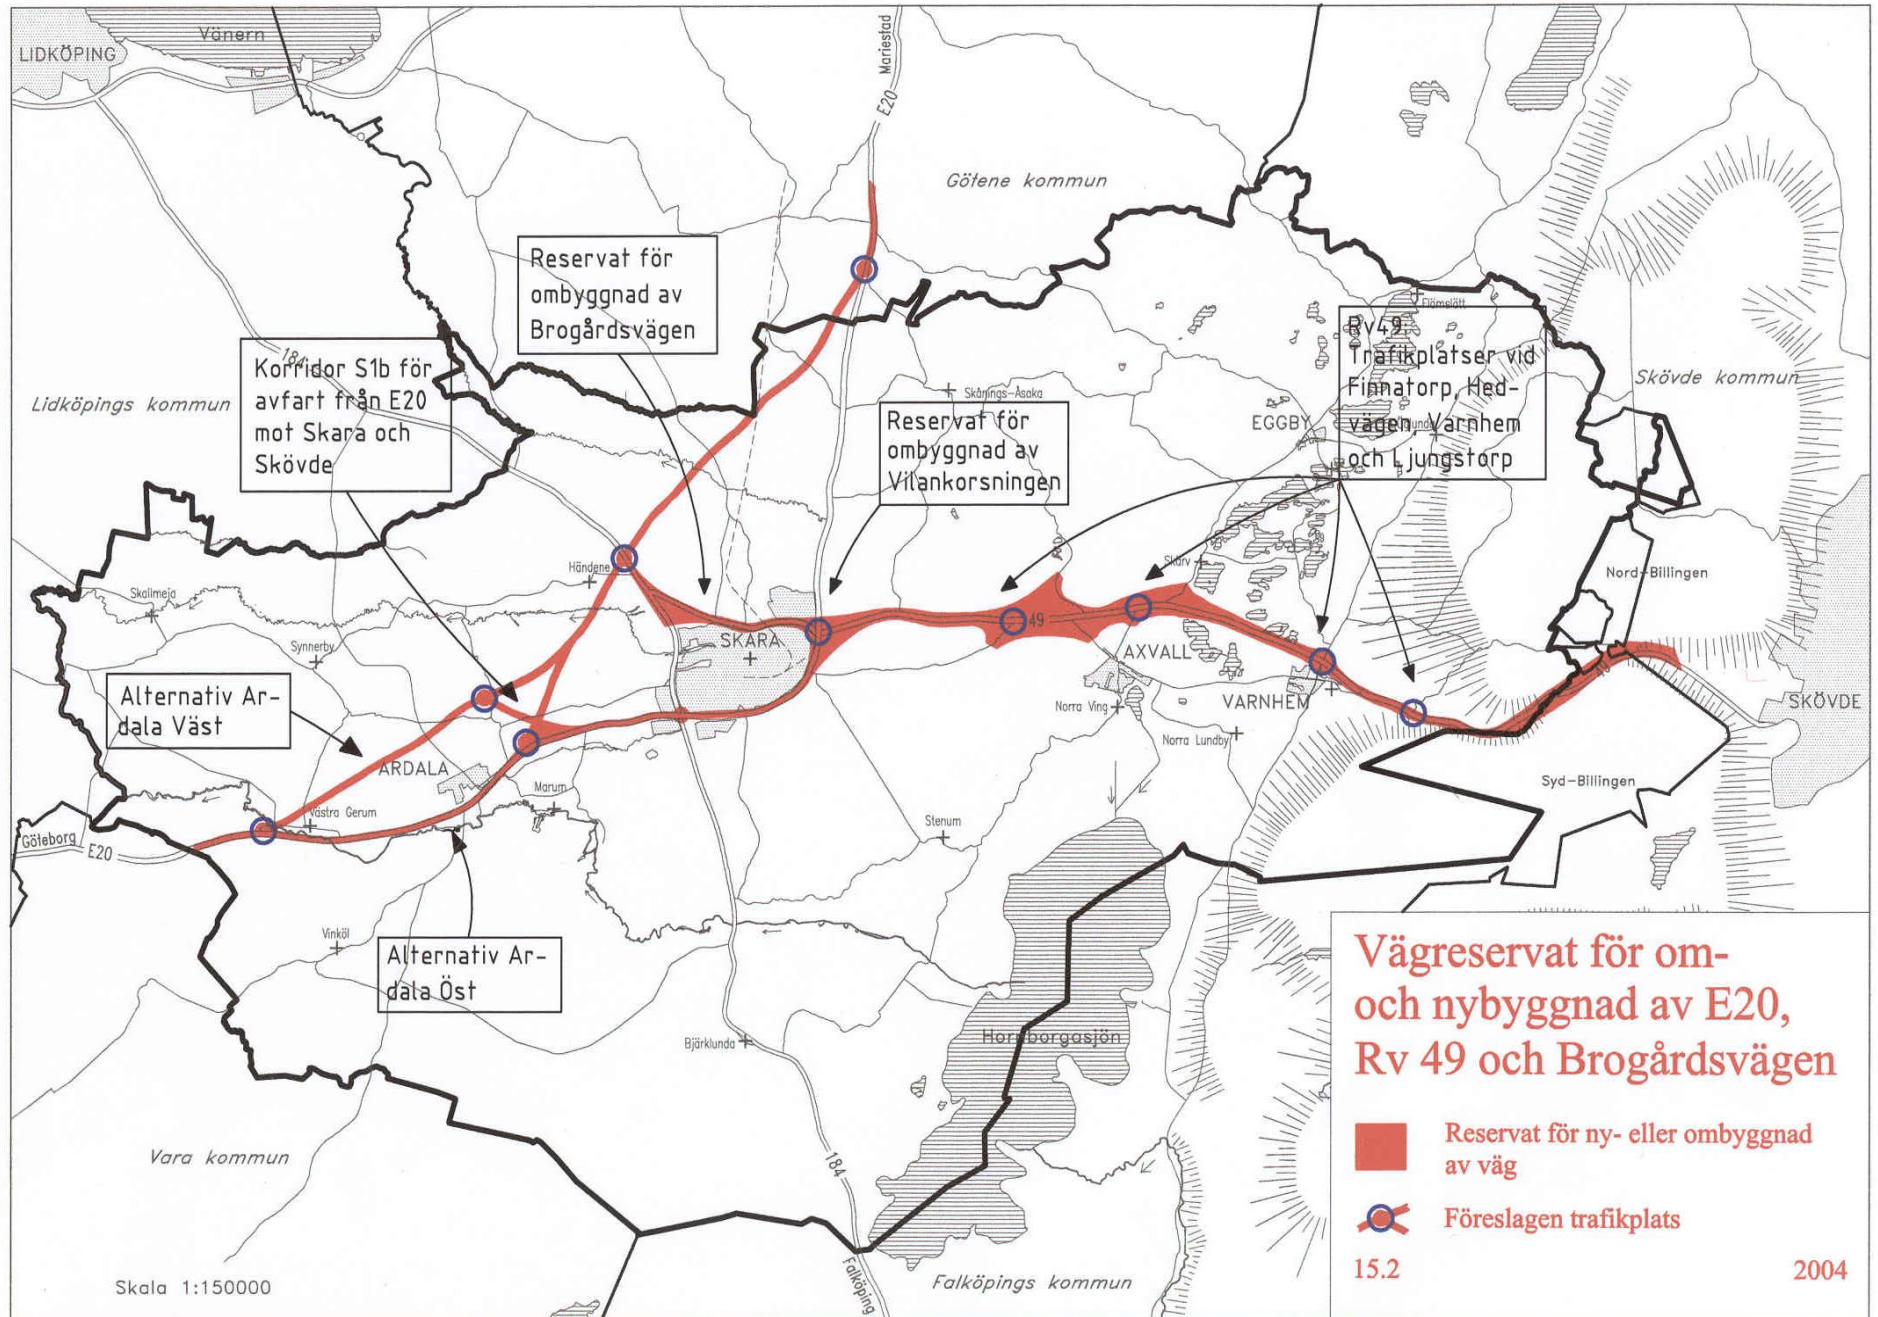 LIDKÖPING
Vänern
Mariestad
E20
Götene kommun
Reservat för
ombyggnad av
Brogårdsvägen
184
Korridor S1b för
avfart från E20
mot Skara och
Skövde
Lidköpings kommun
Reservat för
ombyggnad av
Vilankorsningen
Skånings-Åsaka
EGGBY
Flämslätt
Rv49:
Trafikplatser vid
Finnatorp, Hed-
vägen, Varnhem
och Ljungstorp
Skövde kommun
Nord-Billingen
Skallmeja
Händene
Synnerby
SKARA
49
Skärv
AXVALL
Norra Ving
VARNHEM
Norra Lundby
SKÖVDE
Syd-Billingen
Alternativ Ar-
dala Väst
ARDALA
Marum
Västra Gerum
Göteborg
E20
Stenum
Vinköl
Alternativ Ar-
dala Öst
Bjärklunda
Hornborgasjön
Vara kommun
184
Falköping
Falköpings kommun
Skala 1:150000
Vägreservat för om-
och nybyggnad av E20,
Rv 49 och Brogårdsvägen
Reservat för ny- eller ombyggnad
av väg
Föreslagen trafikplats
15.2
2004